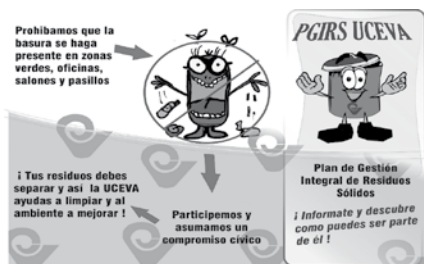 Prohibamos que la
basura se haga
presente en zonas
verdes, oficinas,
salones y pasillos
¡ Tus residuos debes
separar y así la UCEVA
ayudas a limpiar y al
ambiente a mejorar !
Participemos y
asumamos un
compromiso cívico
PGIRS UCEVA
Plan de Gestión
Integral de Residuos
Sólidos
¡ Informate y descubre
como puedes ser parte
de él !